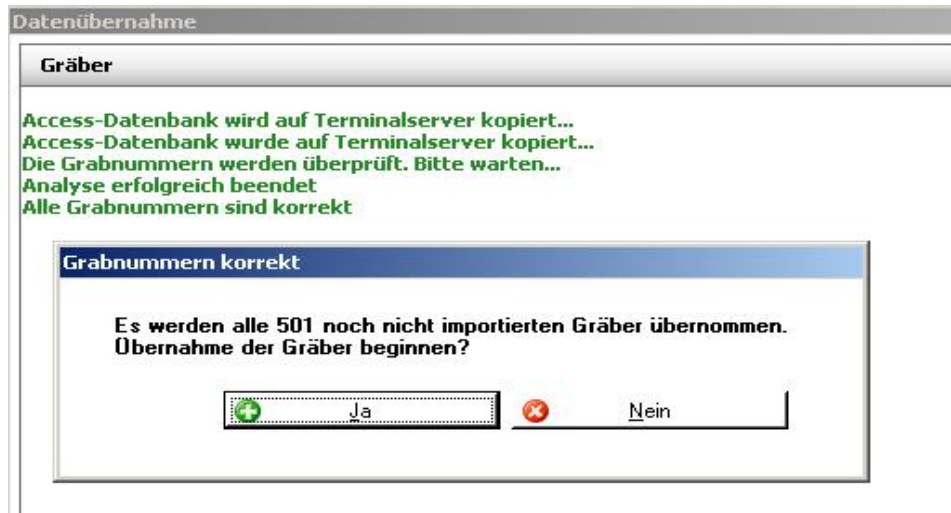 Datenübernahme
Gräber
Access-Datenbank wird auf Terminalserver kopiert...
Access-Datenbank wurde auf Terminalserver kopiert...
Die Grabnummern werden überprüft. Bitte warten...
Analyse erfolgreich beendet
Alle Grabnummern sind korrekt
Grabnummern korrekt
Es werden alle 501 noch nicht importierten Gräber übernommen.
Übernahme der Gräber beginnen?
Ja Nein